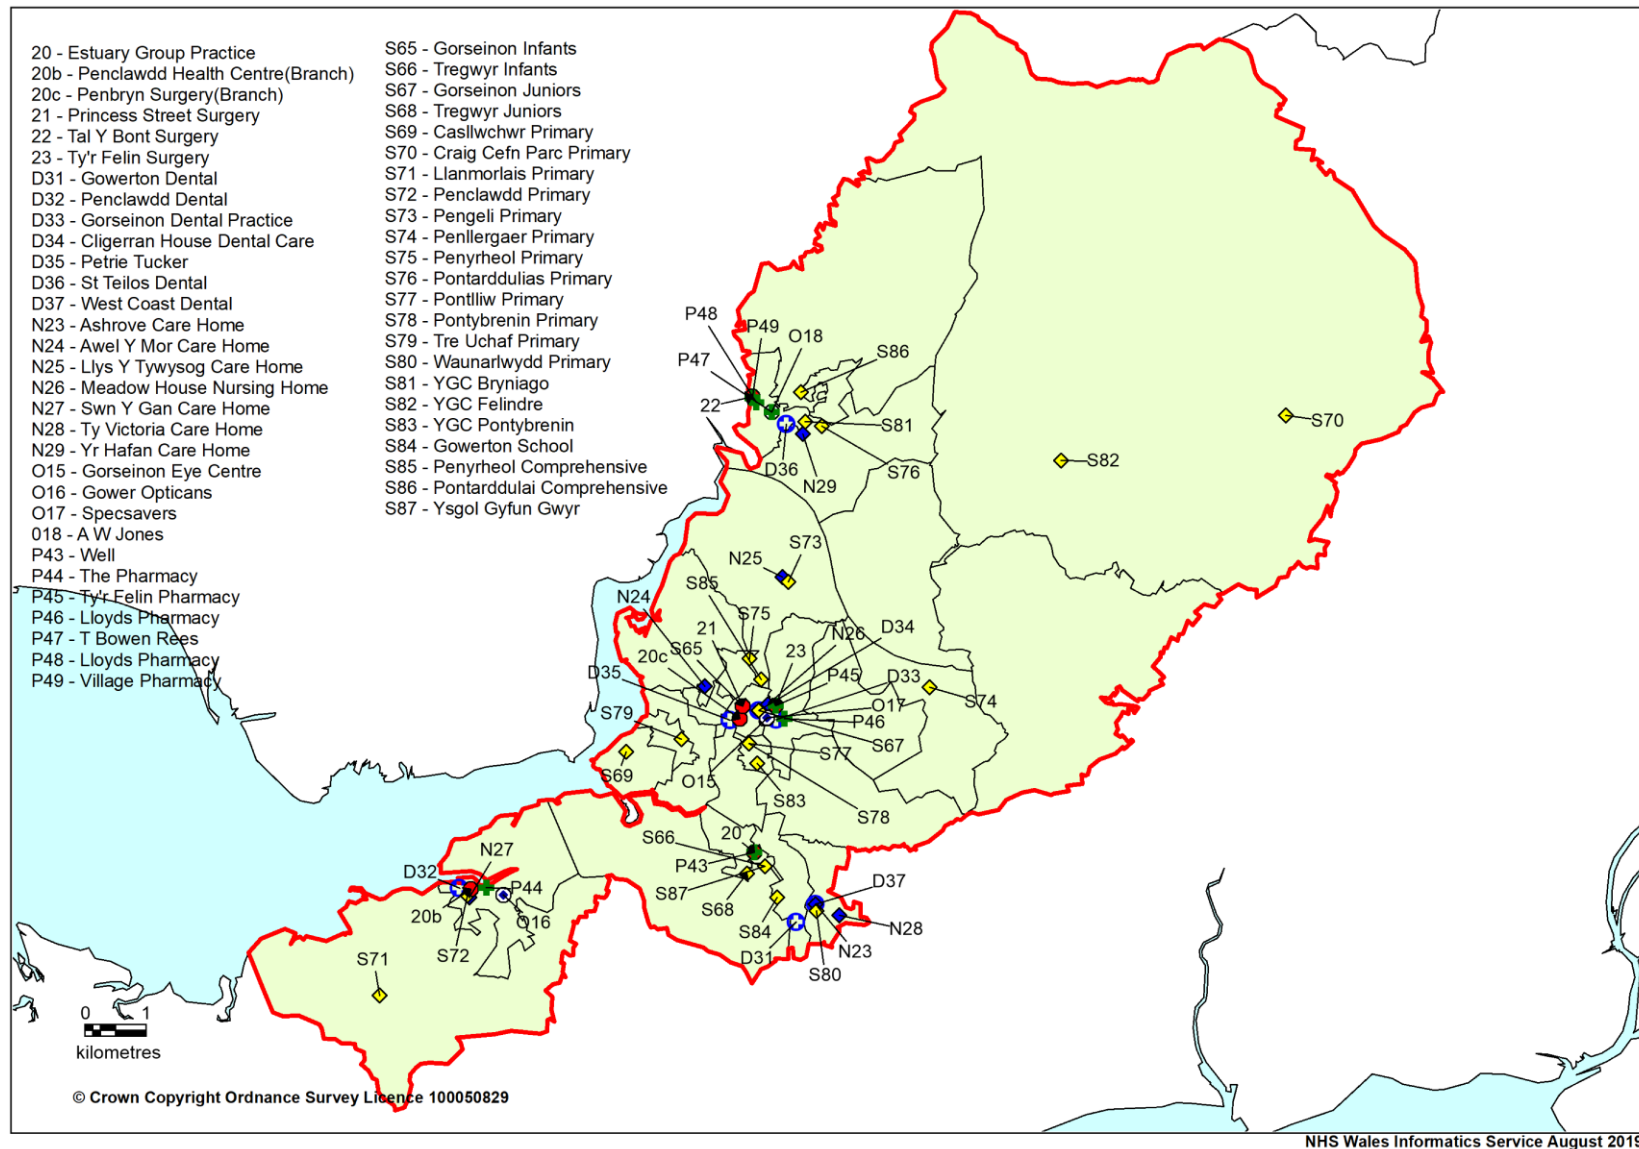 20 - Estuary Group Practice
20b - Penclawdd Health Centre(Branch)
20c - Penbryn Surgery(Branch)
21 - Princess Street Surgery
22 - Tal Y Bont Surgery
23 - Ty'r Felin Surgery
D31 - Gowerton Dental
D32 - Penclawdd Dental
D33 - Gorseinon Dental Practice
D34 - Cligerran House Dental Care
D35 - Petrie Tucker
D36 - St Teilos Dental
D37 - West Coast Dental
N23 - Ashrove Care Home
N24 - Awel Y Mor Care Home
N25 - Llys Y Tywysog Care Home
N26 - Meadow House Nursing Home
N27 - Swn Y Gan Care Home
N28 - Ty Victoria Care Home
N29 - Yr Hafan Care Home
O15 - Gorseinon Eye Centre
O16 - Gower Opticans
O17 - Specsavers
018 - A W Jones
P43 - Well
P44 - The Pharmacy
P45 - Ty'r Felin Pharmacy
P46 - Lloyds Pharmacy
P47 - T Bowen Rees
P48 - Lloyds Pharmacy
P49 - Village Pharmacy
S65 - Gorseinon Infants
S66 - Tregwyr Infants
S67 - Gorseinon Juniors
S68 - Tregwyr Juniors
S69 - Casllwchwr Primary
S70 - Craig Cefn Parc Primary
S71 - Llanmorlais Primary
S72 - Penclawdd Primary
S73 - Pengeli Primary
S74 - Penllergaer Primary
S75 - Penyrheol Primary
S76 - Pontarddulias Primary
S77 - Pontlliw Primary
S78 - Pontybrenin Primary
S79 - Tre Uchaf Primary
S80 - Waunarlwydd Primary
S81 - YGC Bryniago
S82 - YGC Felindre
S83 - YGC Pontybrenin
S84 - Gowerton School
S85 - Penyrheol Comprehensive
S86 - Pontarddulai Comprehensive
S87 - Ysgol Gyfun Gwyr
P48
P49
O18
P47
S86
22
S81
S70
D36
S76
S82
N29
S73
N25
S85
N24
S75
21
N26
D34
S65
23
20c
P45
D33
D35
O17
S74
S79
P46
S67
S77
S69
O15
S83
S78
20
S66
N27
P43
D32
P44
D37
S87
20b
O16
S68
N28
S84
S72
N23
S71
D31
S80
0 1
kilometres
© Crown Copyright Ordnance Survey Licence 100050829
NHS Wales Informatics Service August 2019